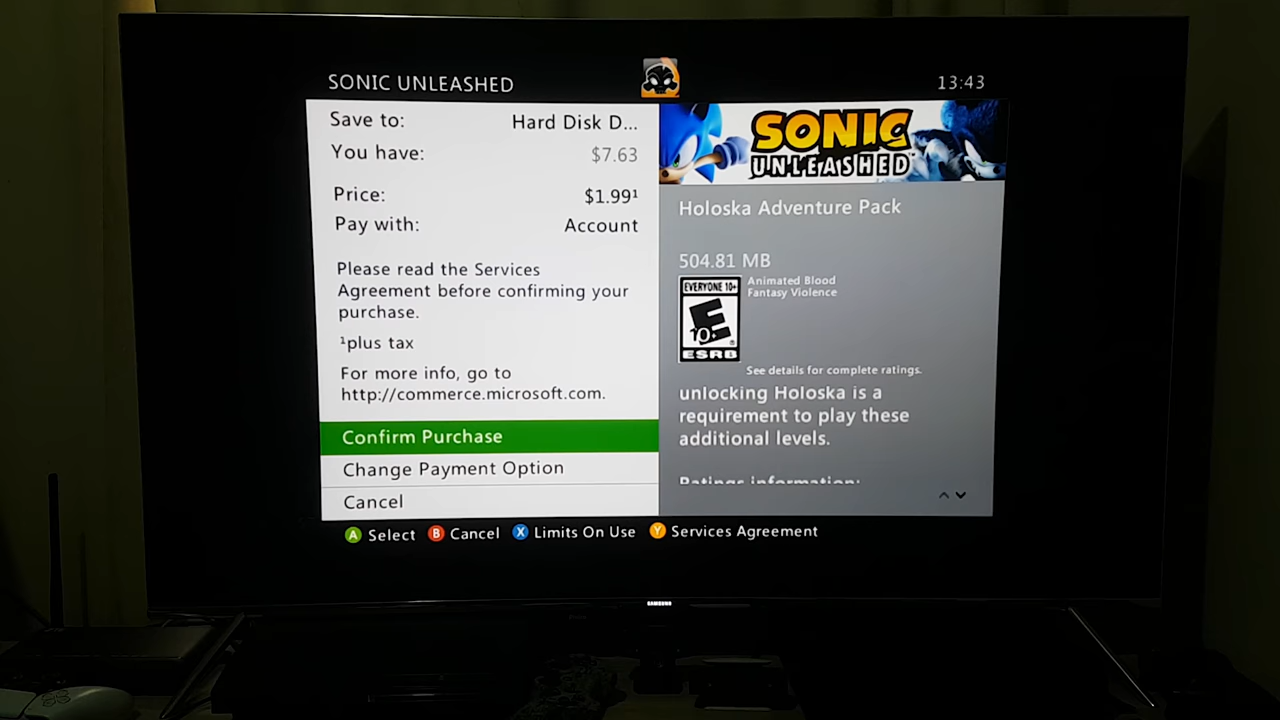 SONIC UNLEASHED
13:43
Save to: Hard Disk D...
You have: $7.63
Price: $1.99¹
Pay with: Account
Please read the Services
Agreement before confirming your
purchase.
¹plus tax
For more info, go to
http://commerce.microsoft.com.
Confirm Purchase
Change Payment Option
Cancel
SONIC
UNLEASHED
Holoska Adventure Pack
504.81 MB
EVERYONE 10+
E
10+
ESRB
Animated Blood
Fantasy Violence
See details for complete ratings.
unlocking Holoska is a
requirement to play these
additional levels.
Ratings information:
A Select B Cancel X Limits On Use Y Services Agreement
SAMSUNG